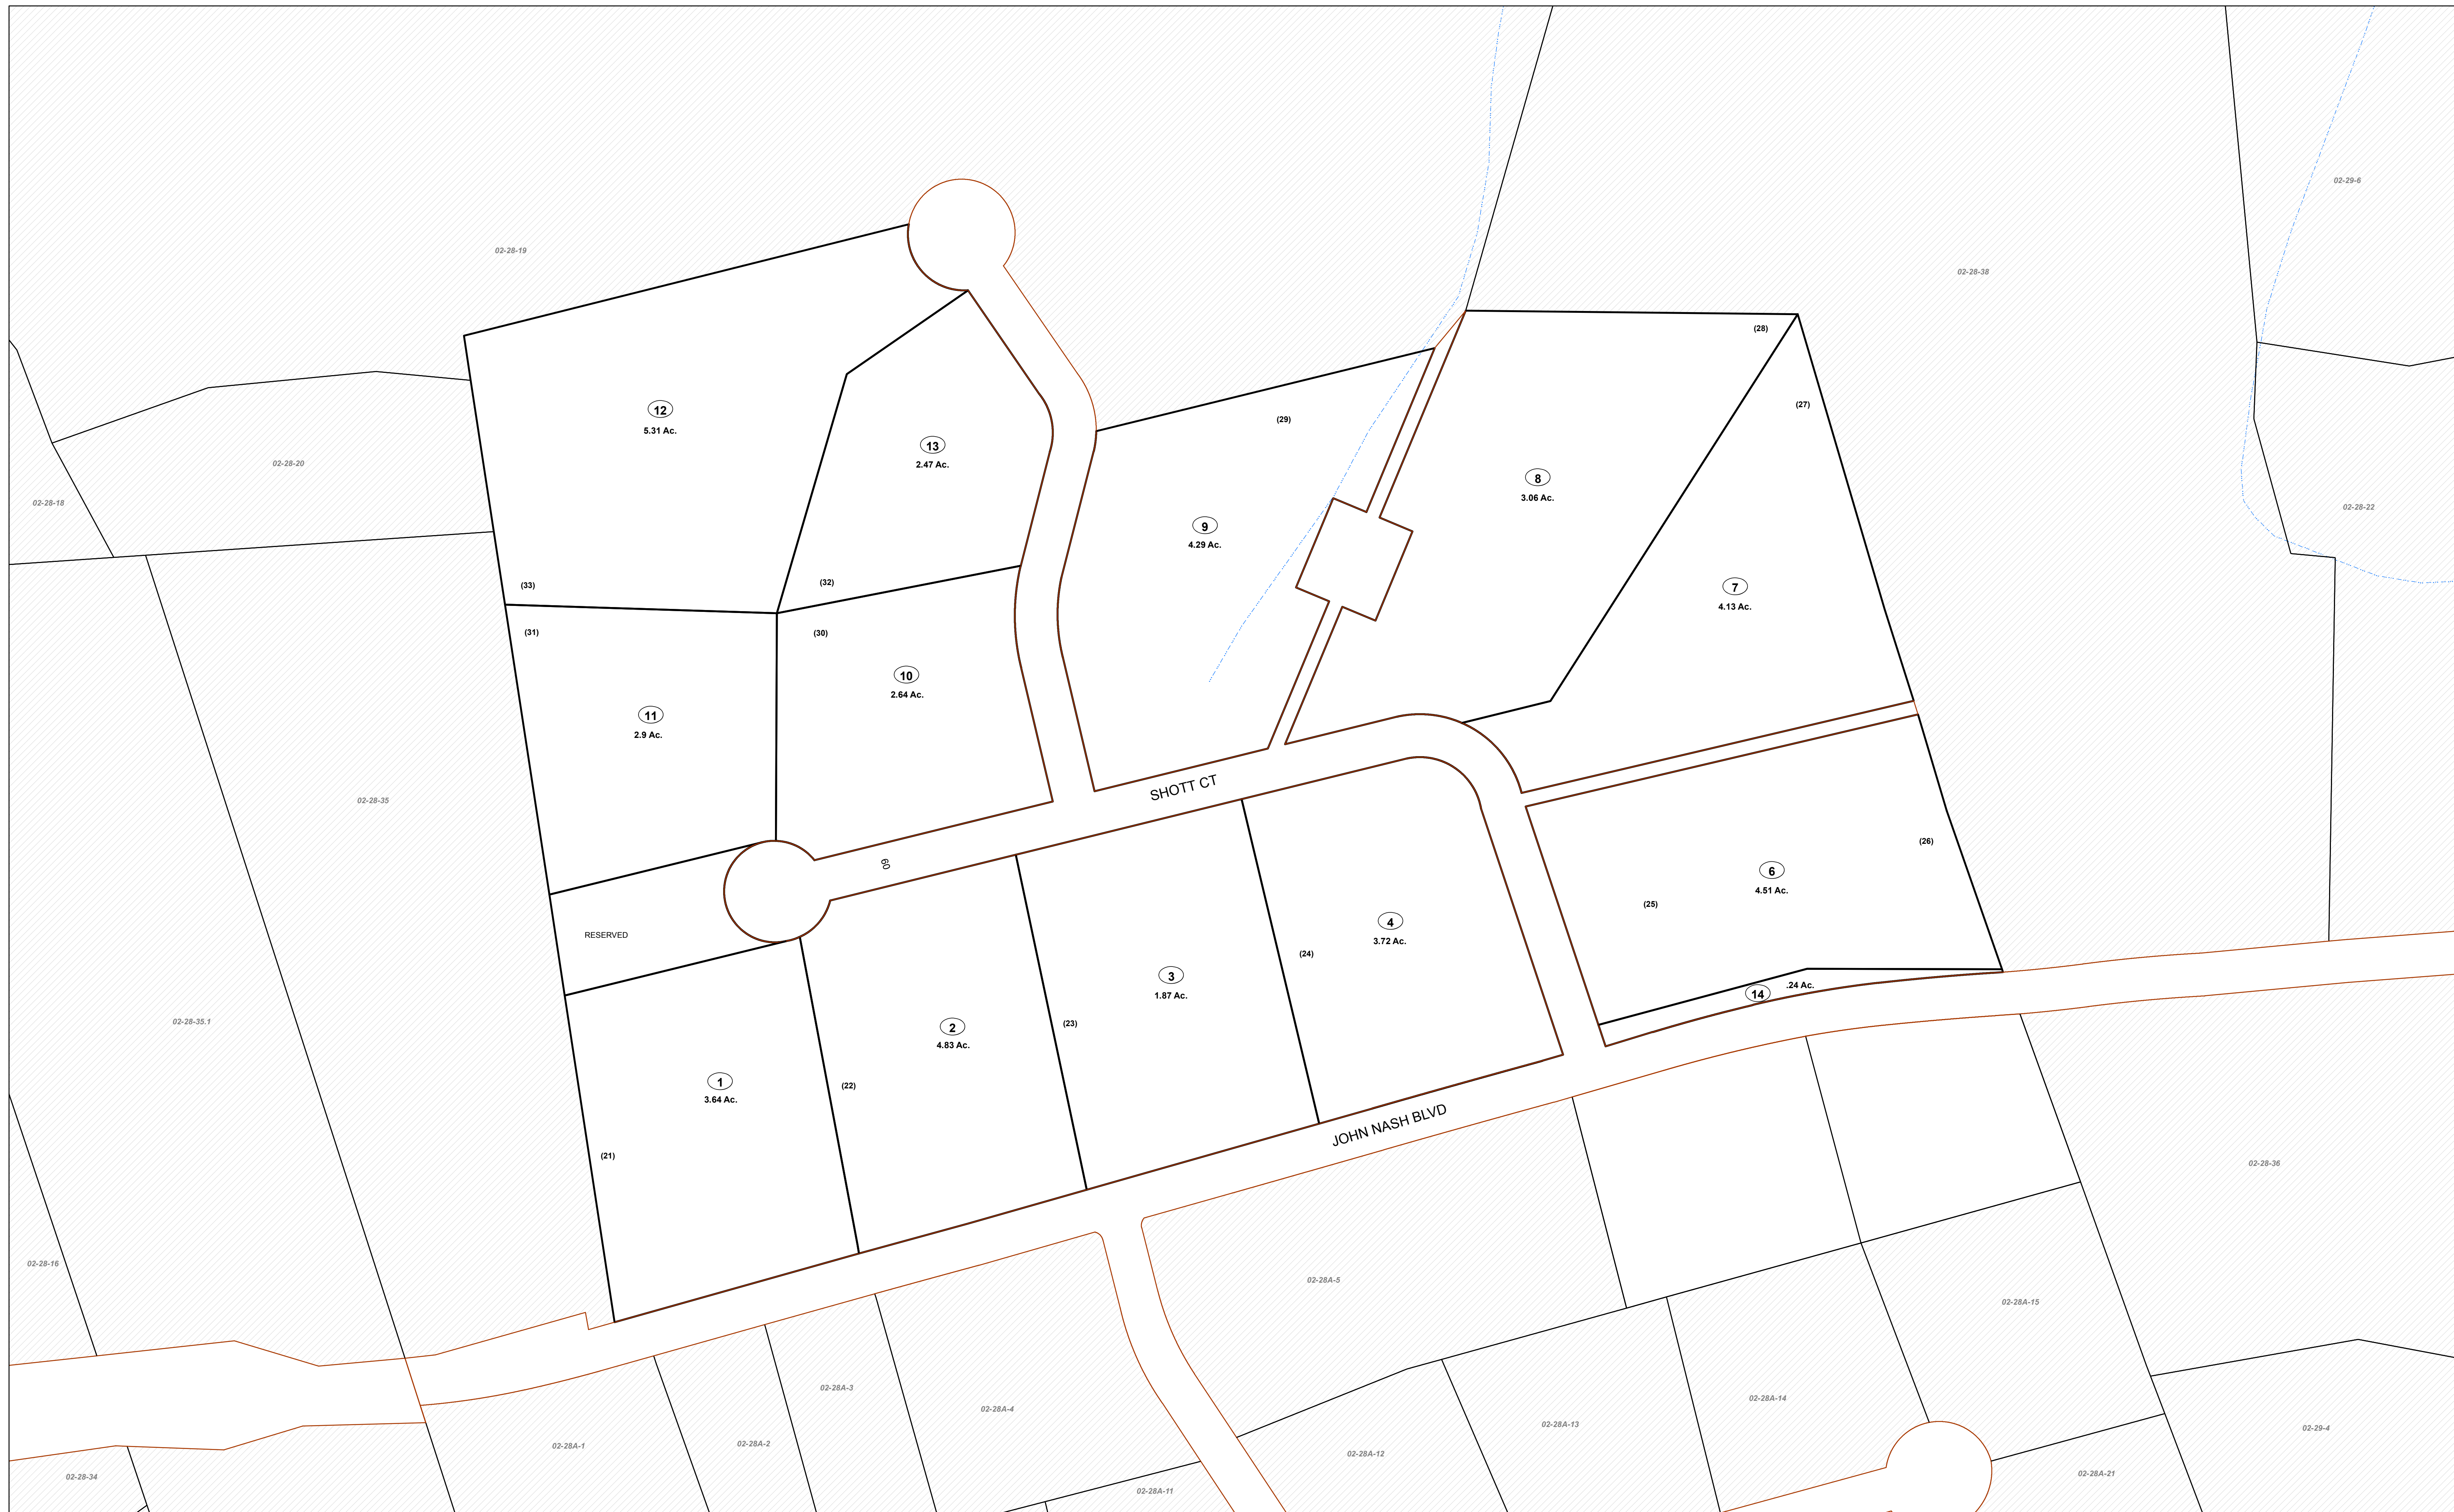 02-29-6
02-28-19
02-28-38
(28)
(27)
12
5.31 Ac.
(29)
13
2.47 Ac.
02-28-20
8
3.06 Ac.
02-28-18
02-28-22
9
4.29 Ac.
(33)
(32)
7
4.13 Ac.
(31)
(30)
10
2.64 Ac.
11
2.9 Ac.
SHOTT CT
02-28-35
(26)
60
6
4.51 Ac.
(25)
4
3.72 Ac.
RESERVED
(24)
3
1.87 Ac.
14
.24 Ac.
02-28-35.1
(23)
2
4.83 Ac.
1
3.64 Ac.
(22)
JOHN NASH BLVD
(21)
02-28-36
02-28-16
02-28A-5
02-28A-15
02-28A-3
02-28A-14
02-28A-4
02-28A-13
02-29-4
02-28A-1
02-28A-2
02-28A-12
02-28-34
02-28A-21
02-28A-11